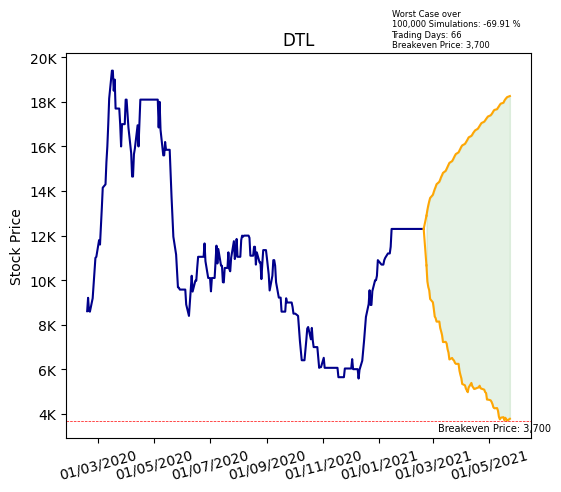 Worst Case over
100,000 Simulations: -69.91 %
Trading Days: 66
Breakeven Price: 3,700
DTL
20K
18K
16K
14K
12K
10K
8K
6K
4K
Stock Price
Breakeven Price: 3,700
01/03/2020
01/05/2020
01/07/2020
01/09/2020
01/11/2020
01/01/2021
01/03/2021
01/05/2021